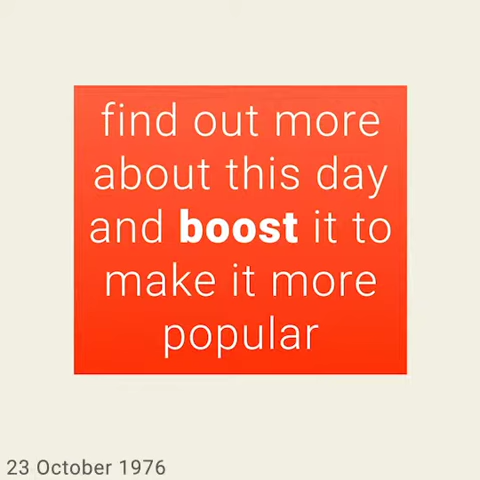 find out more
about this day
and boost it to
make it more
popular
23 October 1976